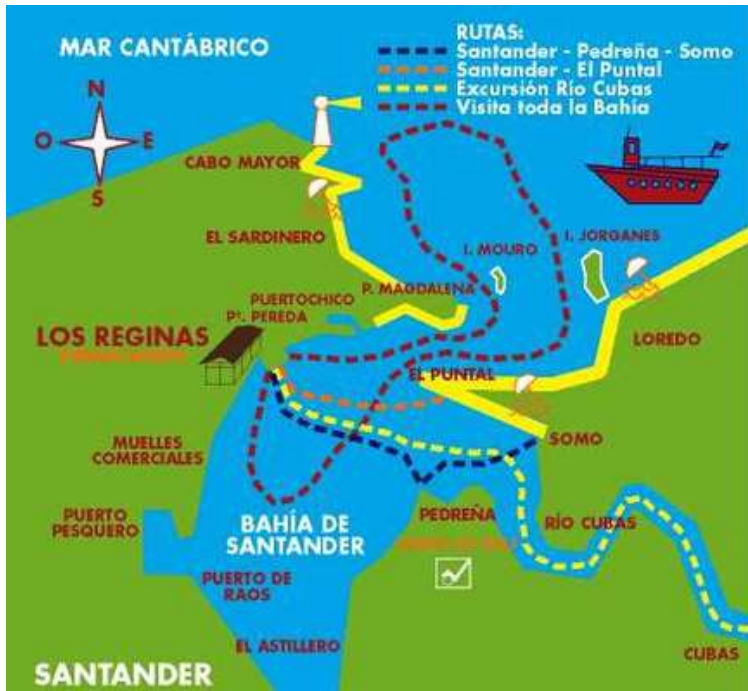 MAR CANTÁBRICO
RUTAS:
Santander - Pedreña - Somo
Santander - El Puntal
Excursión Río Cubas
Visita toda la Bahía
N
O
E
S
CABO MAYOR
EL SARDINERO
I. MOURO
I. JORGANES
P. MAGDALENA
PUERTOCHICO
Pº. PEREDA
LOS REGINAS
LOREDO
EL PUNTAL
SOMO
MUELLES
COMERCIALES
PUERTO
PESQUERO
BAHÍA DE
SANTANDER
PEDREÑA
RÍO CUBAS
PUERTO DE
RAOS
EL ASTILLERO
CUBAS
SANTANDER